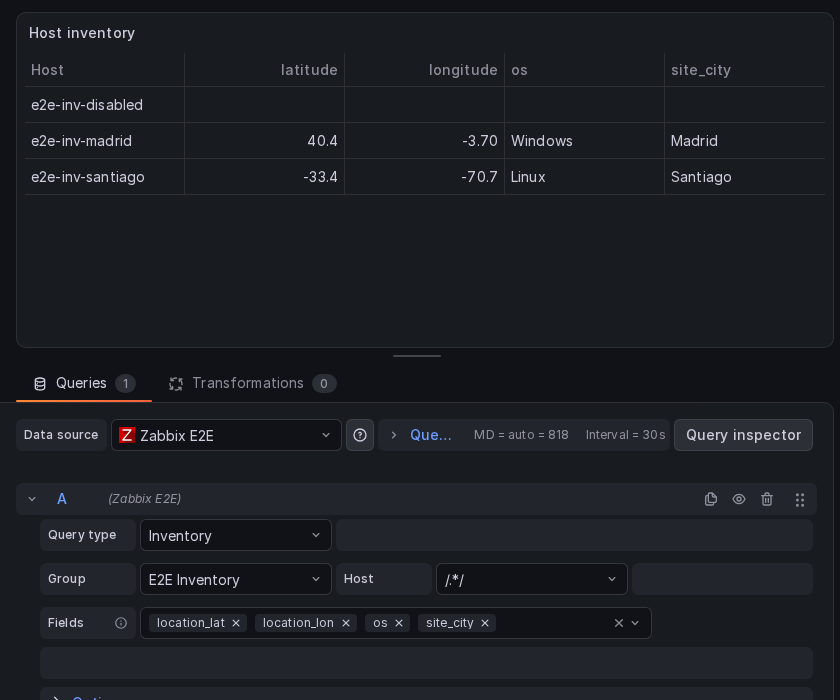 Host inventory
Host latitude longitude os site_city
e2e-inv-disabled
e2e-inv-madrid 40.4 -3.70 Windows Madrid
e2e-inv-santiago -33.4 -70.7 Linux Santiago
Queries 1 Transformations 0
Data source Z Zabbix E2E Que... MD = auto = 818 Interval = 30s Query inspector
A (Zabbix E2E)
Query type Inventory
Group E2E Inventory Host /.*/
Fields location_lat location_lon os site_city